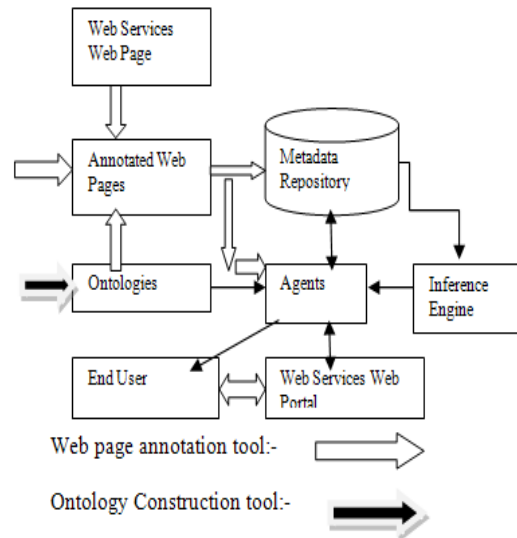 Web Services
Web Page
Annotated Web
Pages
Metadata
Repository
Ontologies
Agents
Inference
Engine
End User
Web Services Web
Portal
Web page annotation tool:-
Ontology Construction tool:-